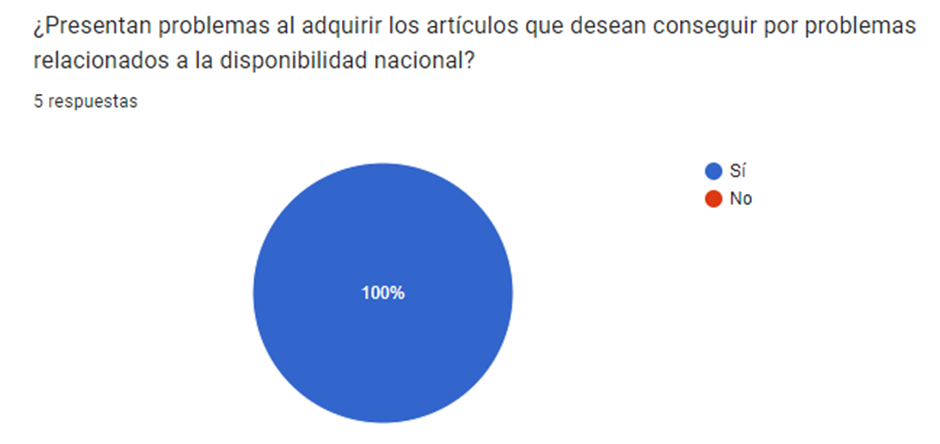 ¿Presentan problemas al adquirir los artículos que desean conseguir por problemas
relacionados a la disponibilidad nacional?
5 respuestas
Sí
No
100%